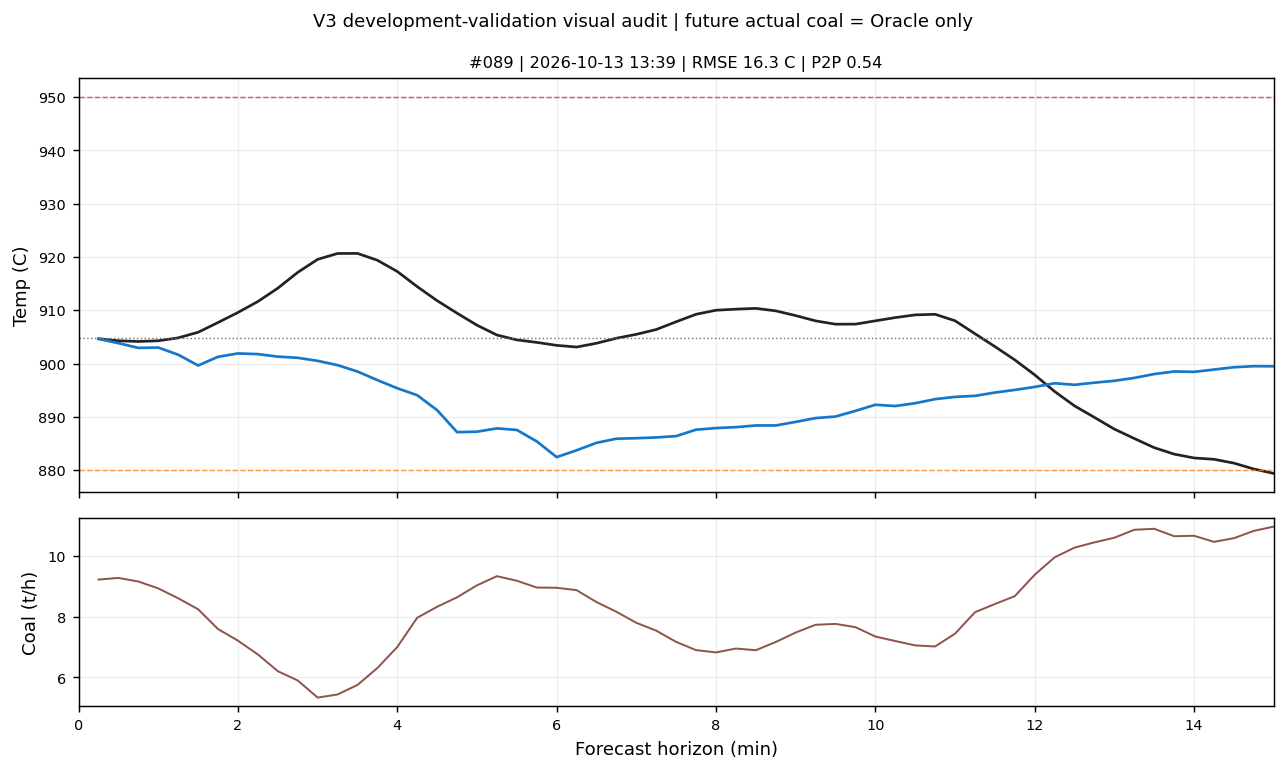 V3 development-validation visual audit | future actual coal = Oracle only
#089 | 2026-10-13 13:39 | RMSE 16.3 C | P2P 0.54
Temp (C)
950
940
930
920
910
900
890
880
Coal (t/h)
10
8
6
0 2 4 6 8 10 12 14
Forecast horizon (min)